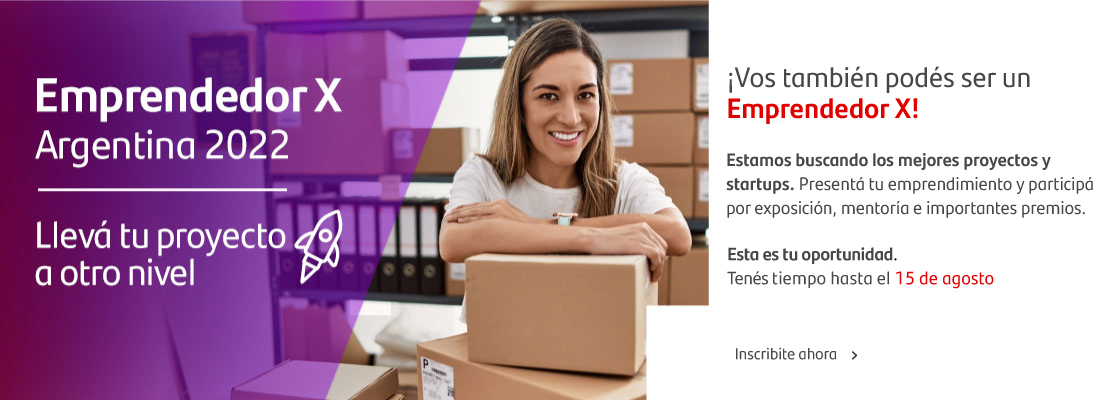 Emprendedor X
Argentina 2022
Llevá tu proyecto
a otro nivel
P
¡Vos también podés ser un
Emprendedor X!
Estamos buscando los mejores proyectos y
startups. Presentá tu emprendimiento y participá
por exposición, mentoría e importantes premios.
Esta es tu oportunidad.
Tenés tiempo hasta el 15 de agosto
Inscribite ahora